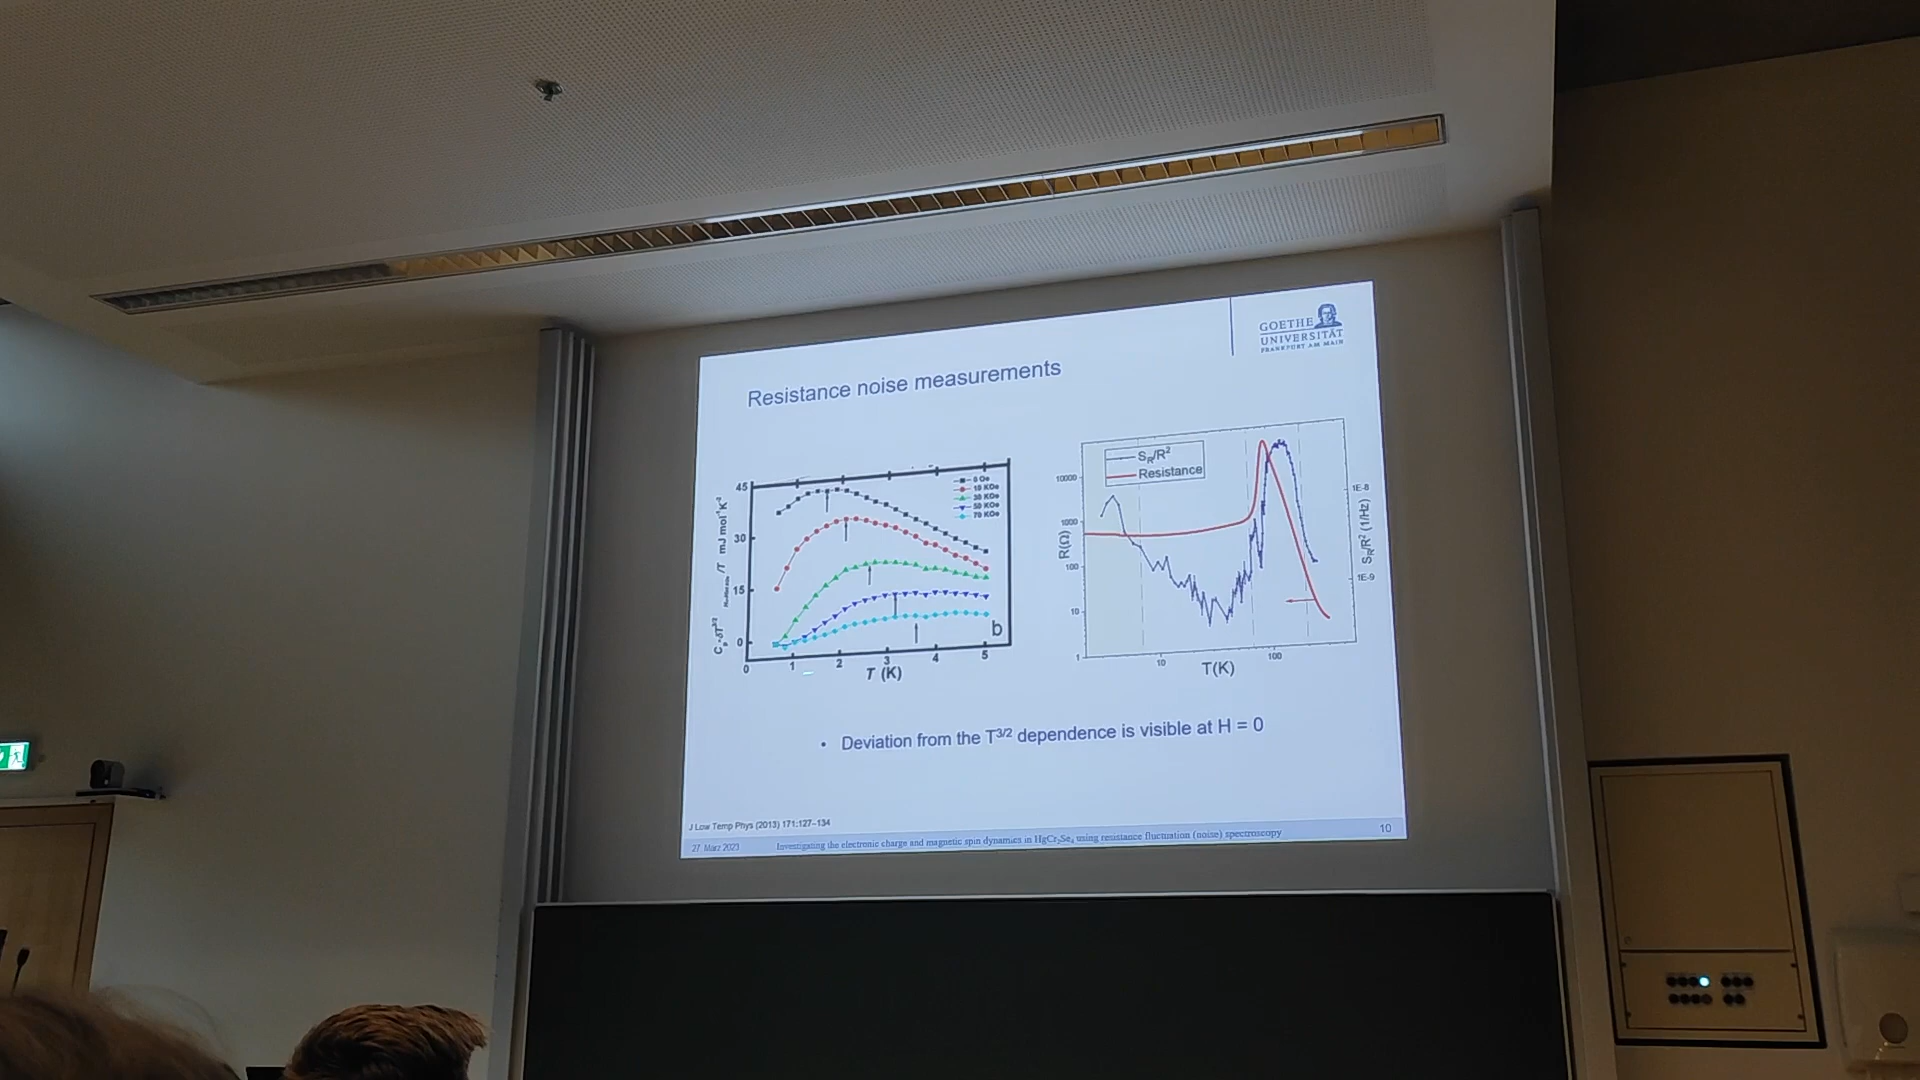 GOETHE
UNIVERSITÄT
FRANKFURT AM MAIN
Resistance noise measurements
45
30
15
0
0 Oe
10 KOe
30 KOe
50 KOe
70 KOe
b
0 1 2 3 4 5
T (K)
S_R/R²
Resistance
10000
1000
100
10
1
R(Ω)
1E-8
1E-9
S_R/R² (1/Hz)
10 100
T(K)
• Deviation from the T^3/2 dependence is visible at H = 0
J Low Temp Phys (2013) 171:127–134
27. März 2023 Investigating the electronic charge and magnetic spin dynamics in HgCr₂Se₄ using resistance fluctuation (noise) spectroscopy 10